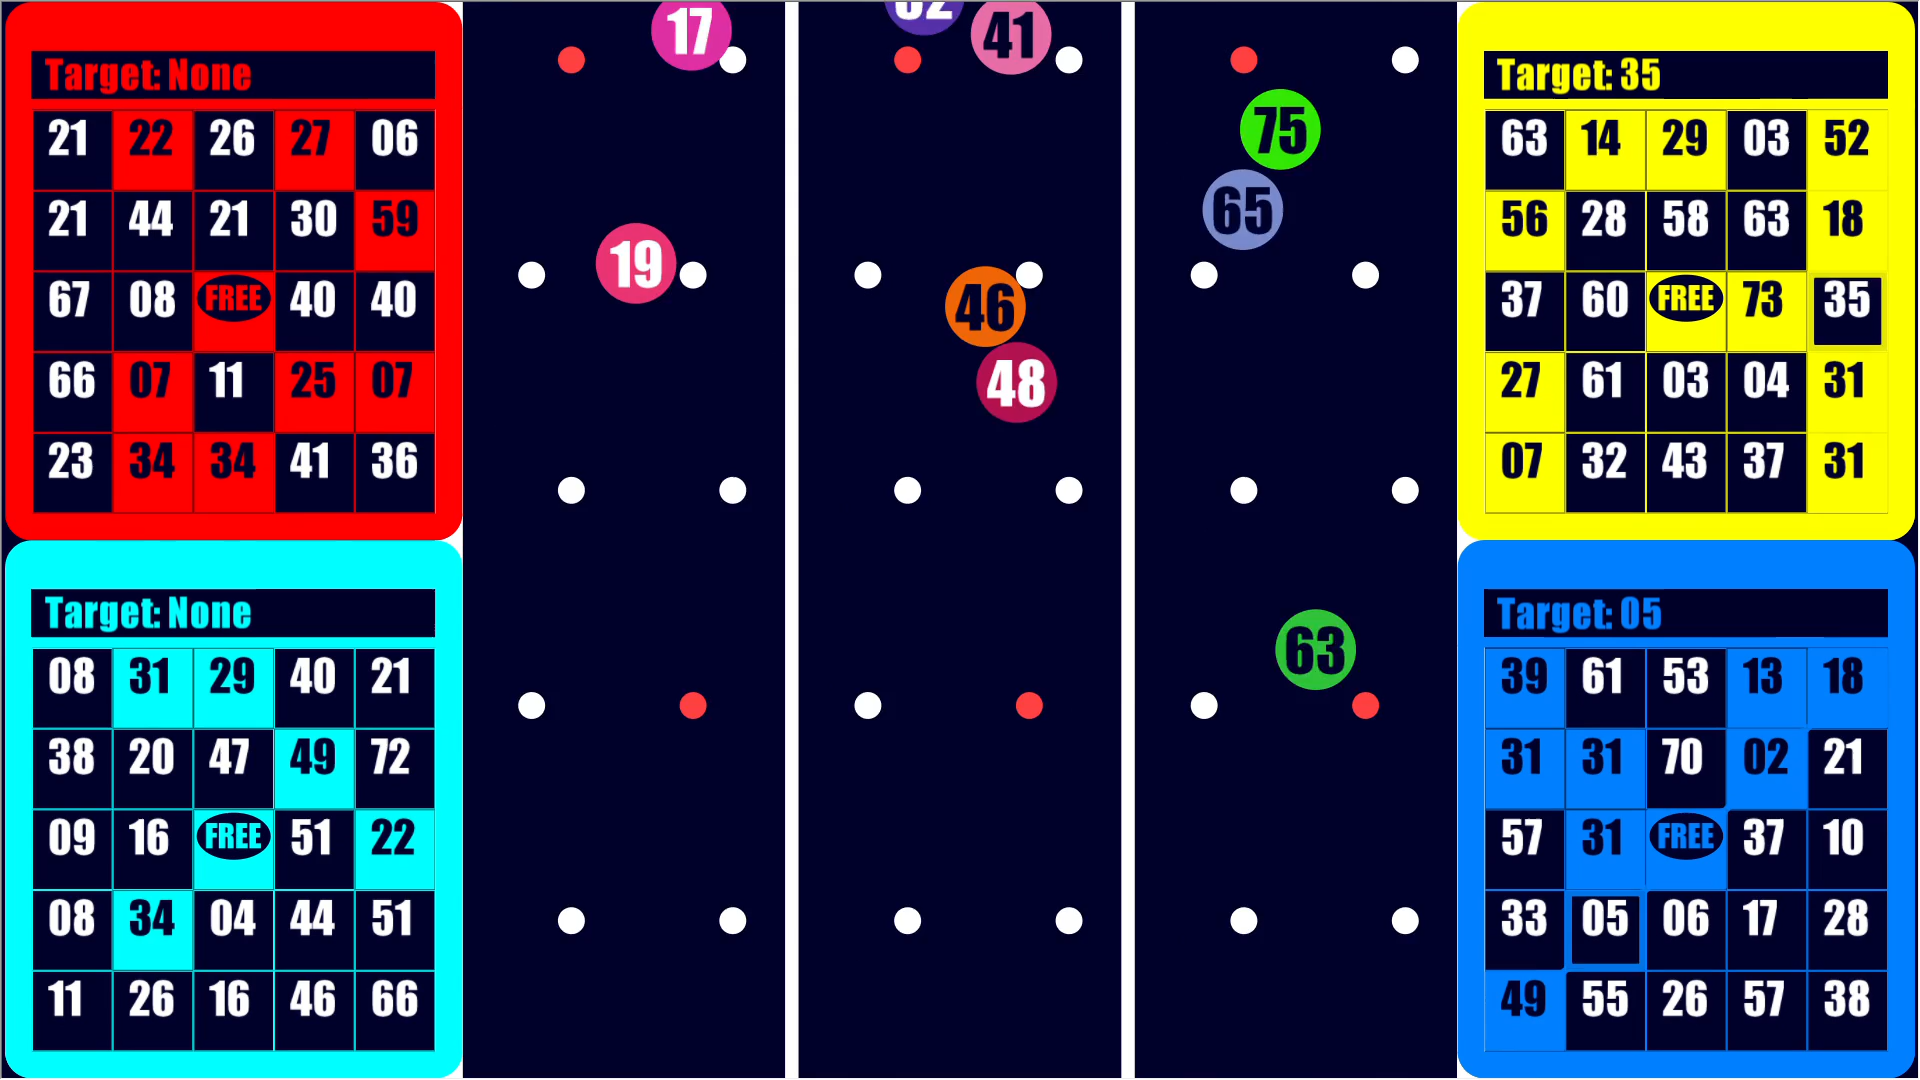 Target: None
21 22 26 27 06
21 44 21 30 59
67 08 FREE 40 40
66 07 11 25 07
23 34 34 41 36
Target: None
08 31 29 40 21
38 20 47 49 72
09 16 FREE 51 22
08 34 04 44 51
11 26 16 46 66
17
19
41
46
48
75
65
63
Target: 35
63 14 29 03 52
56 28 58 63 18
37 60 FREE 73 35
27 61 03 04 31
07 32 43 37 31
Target: 05
39 61 53 13 18
31 31 70 02 21
57 31 FREE 37 10
33 05 06 17 28
49 55 26 57 38